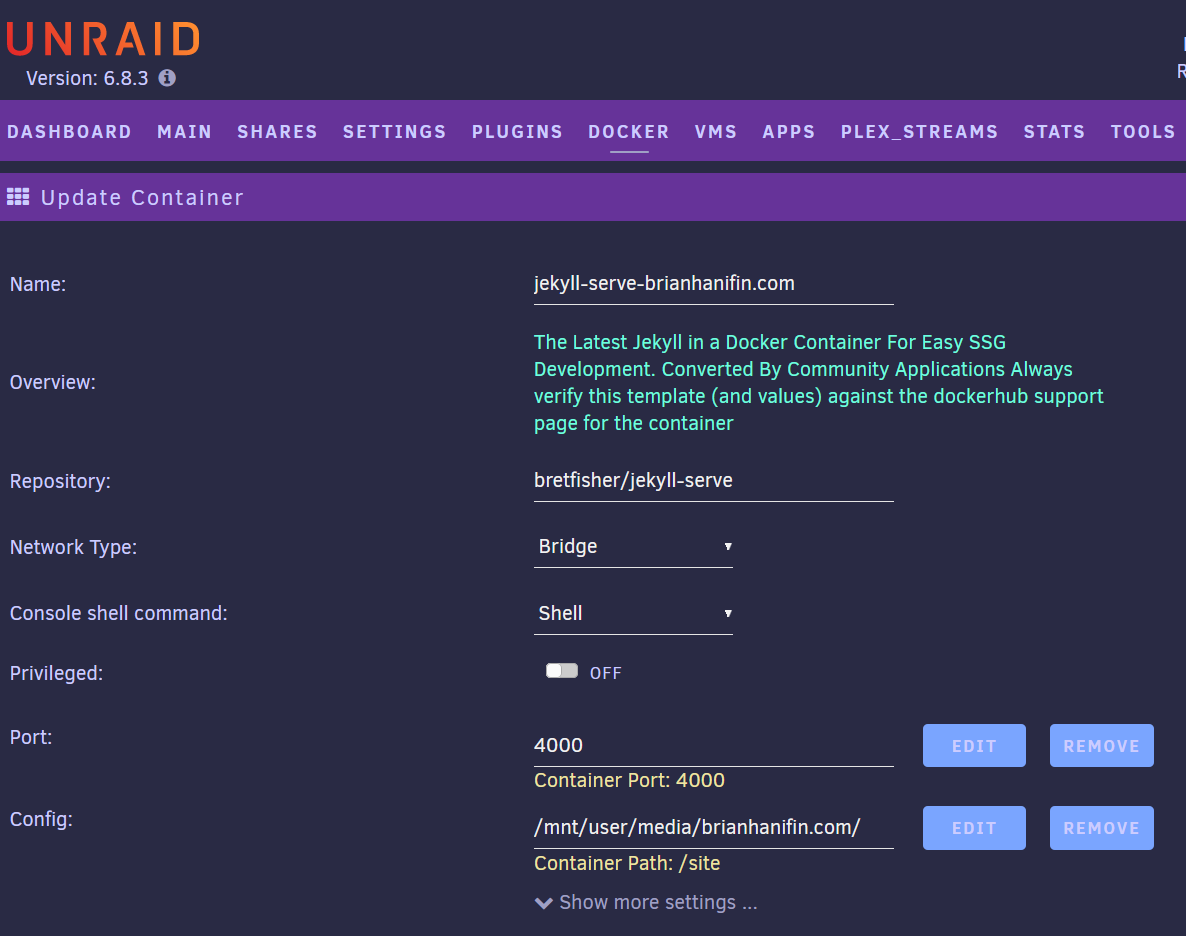 UNRAID
Version: 6.8.3
DASHBOARD MAIN SHARES SETTINGS PLUGINS DOCKER VMS APPS PLEX_STREAMS STATS TOOLS
Update Container
Name: jekyll-serve-brianhanifin.com
Overview: The Latest Jekyll in a Docker Container For Easy SSG
Development. Converted By Community Applications Always
verify this template (and values) against the dockerhub support
page for the container
Repository: bretfisher/jekyll-serve
Network Type: Bridge
Console shell command: Shell
Privileged: OFF
Port: 4000 EDIT REMOVE
Container Port: 4000
Config: /mnt/user/media/brianhanifin.com/ EDIT REMOVE
Container Path: /site
Show more settings ...